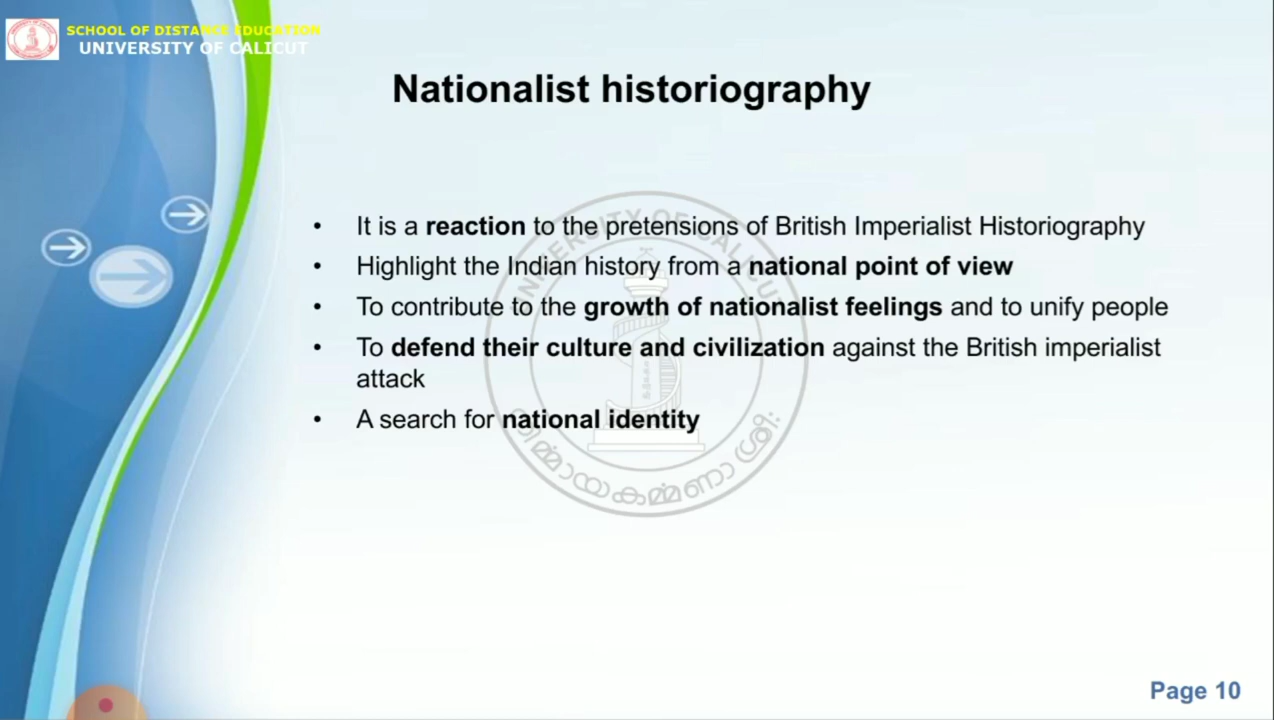 SCHOOL OF DISTANCE EDUCATION
UNIVERSITY OF CALICUT
Nationalist historiography
• It is a reaction to the pretensions of British Imperialist Historiography
• Highlight the Indian history from a national point of view
• To contribute to the growth of nationalist feelings and to unify people
• To defend their culture and civilization against the British imperialist
attack
• A search for national identity
UNIVERSITY OF CALICUT
Page 10